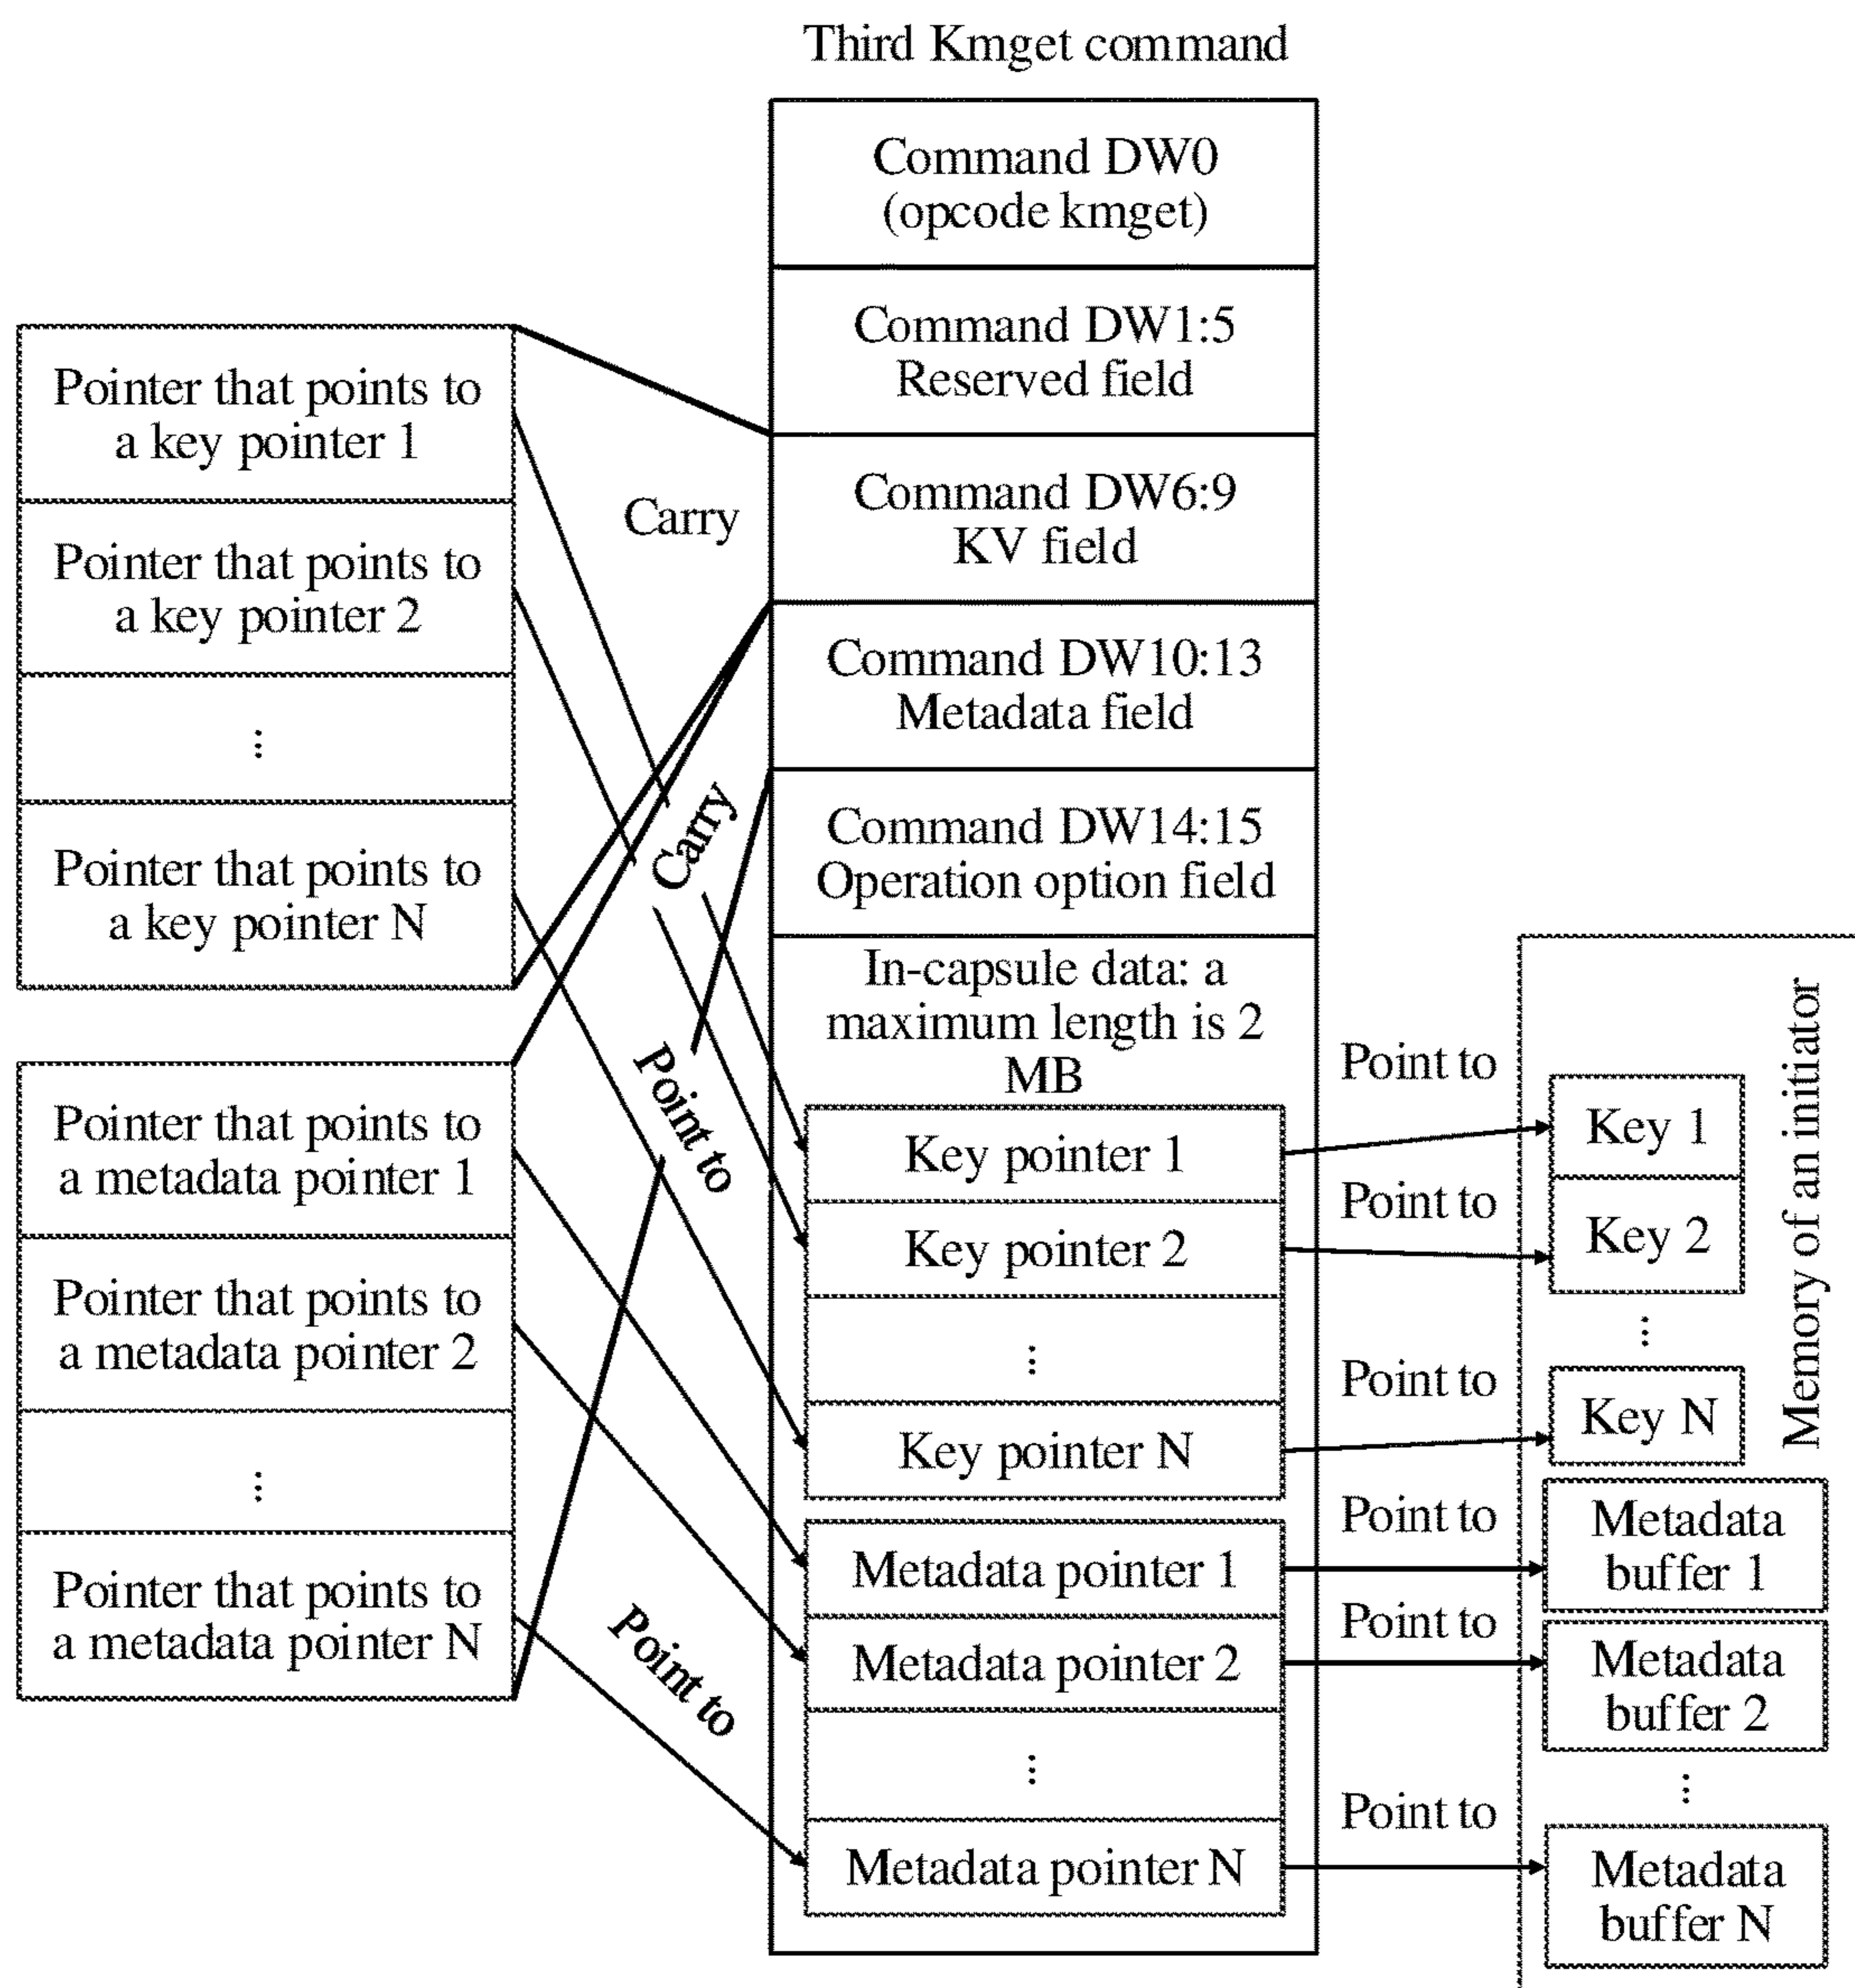 Third Kmget command
Command DW0
(opcode kmget)
Command DW1:5
Reserved field
Command DW6:9
KV field
Command DW10:13
Metadata field
Command DW14:15
Operation option field
In-capsule data: a
maximum length is 2
MB
Key pointer 1
Key pointer 2
...
Key pointer N
Metadata pointer 1
Metadata pointer 2
...
Metadata pointer N
Pointer that points to
a key pointer 1
Pointer that points to
a key pointer 2
...
Pointer that points to
a key pointer N
Pointer that points to
a metadata pointer 1
Pointer that points to
a metadata pointer 2
...
Pointer that points to
a metadata pointer N
Carry
Carry
Point to
Point to
Point to
Point to
Point to
Point to
Point to
Point to
Memory of an initiator
Key 1
Key 2
...
Key N
Metadata
buffer 1
Metadata
buffer 2
...
Metadata
buffer N